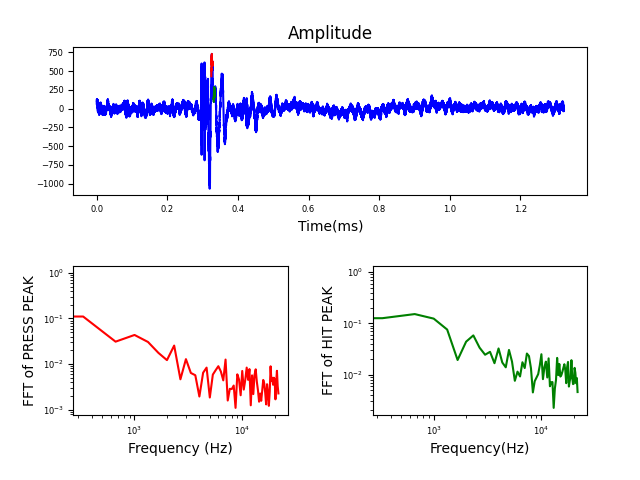 Amplitude
750
500
250
0
−250
−500
−750
−1000
0.0 0.2 0.4 0.6 0.8 1.0 1.2
Time(ms)
FFT of PRESS PEAK
10⁰
10⁻¹
10⁻²
10⁻³
10³ 10⁴
Frequency (Hz)
FFT of HIT PEAK
10⁰
10⁻¹
10⁻²
10³ 10⁴
Frequency(Hz)